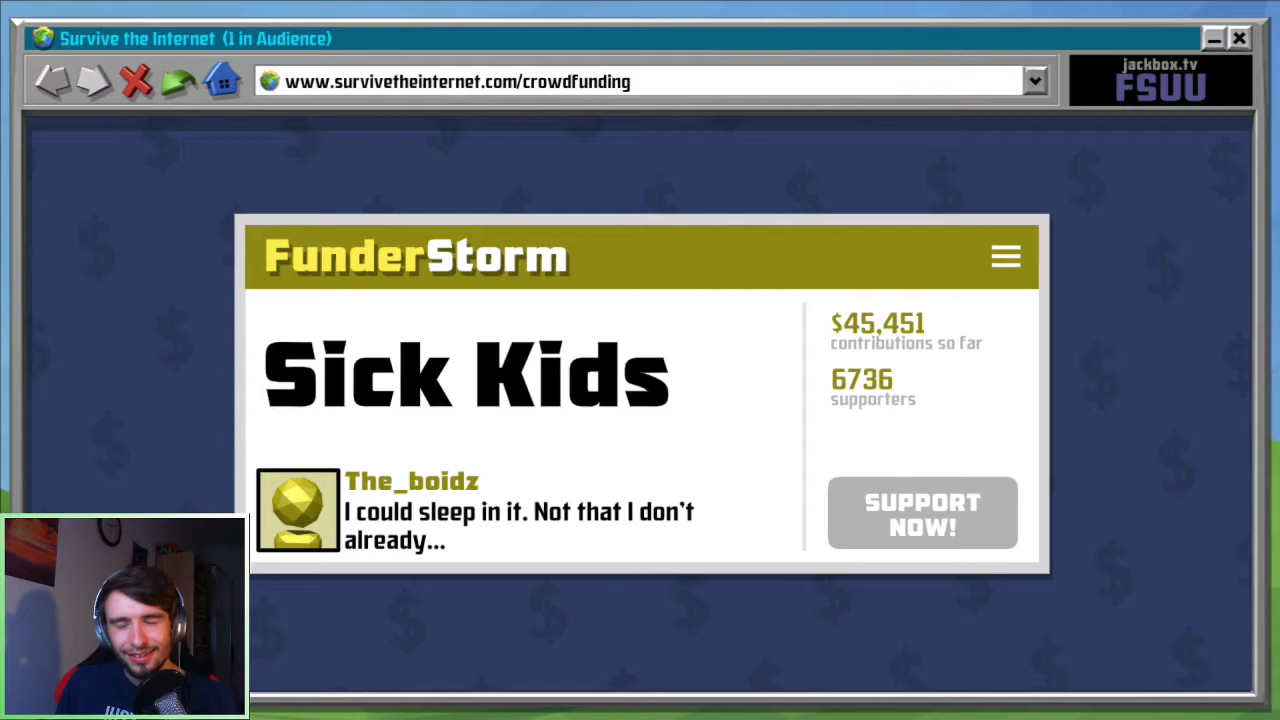 Survive the Internet (1 in Audience)
www.survivetheinternet.com/crowdfunding
jackbox.tv
FSUU
FunderStorm
Sick Kids
$45,451
contributions so far
6736
supporters
The_boidz
I could sleep in it. Not that I don't
already...
SUPPORT
NOW!